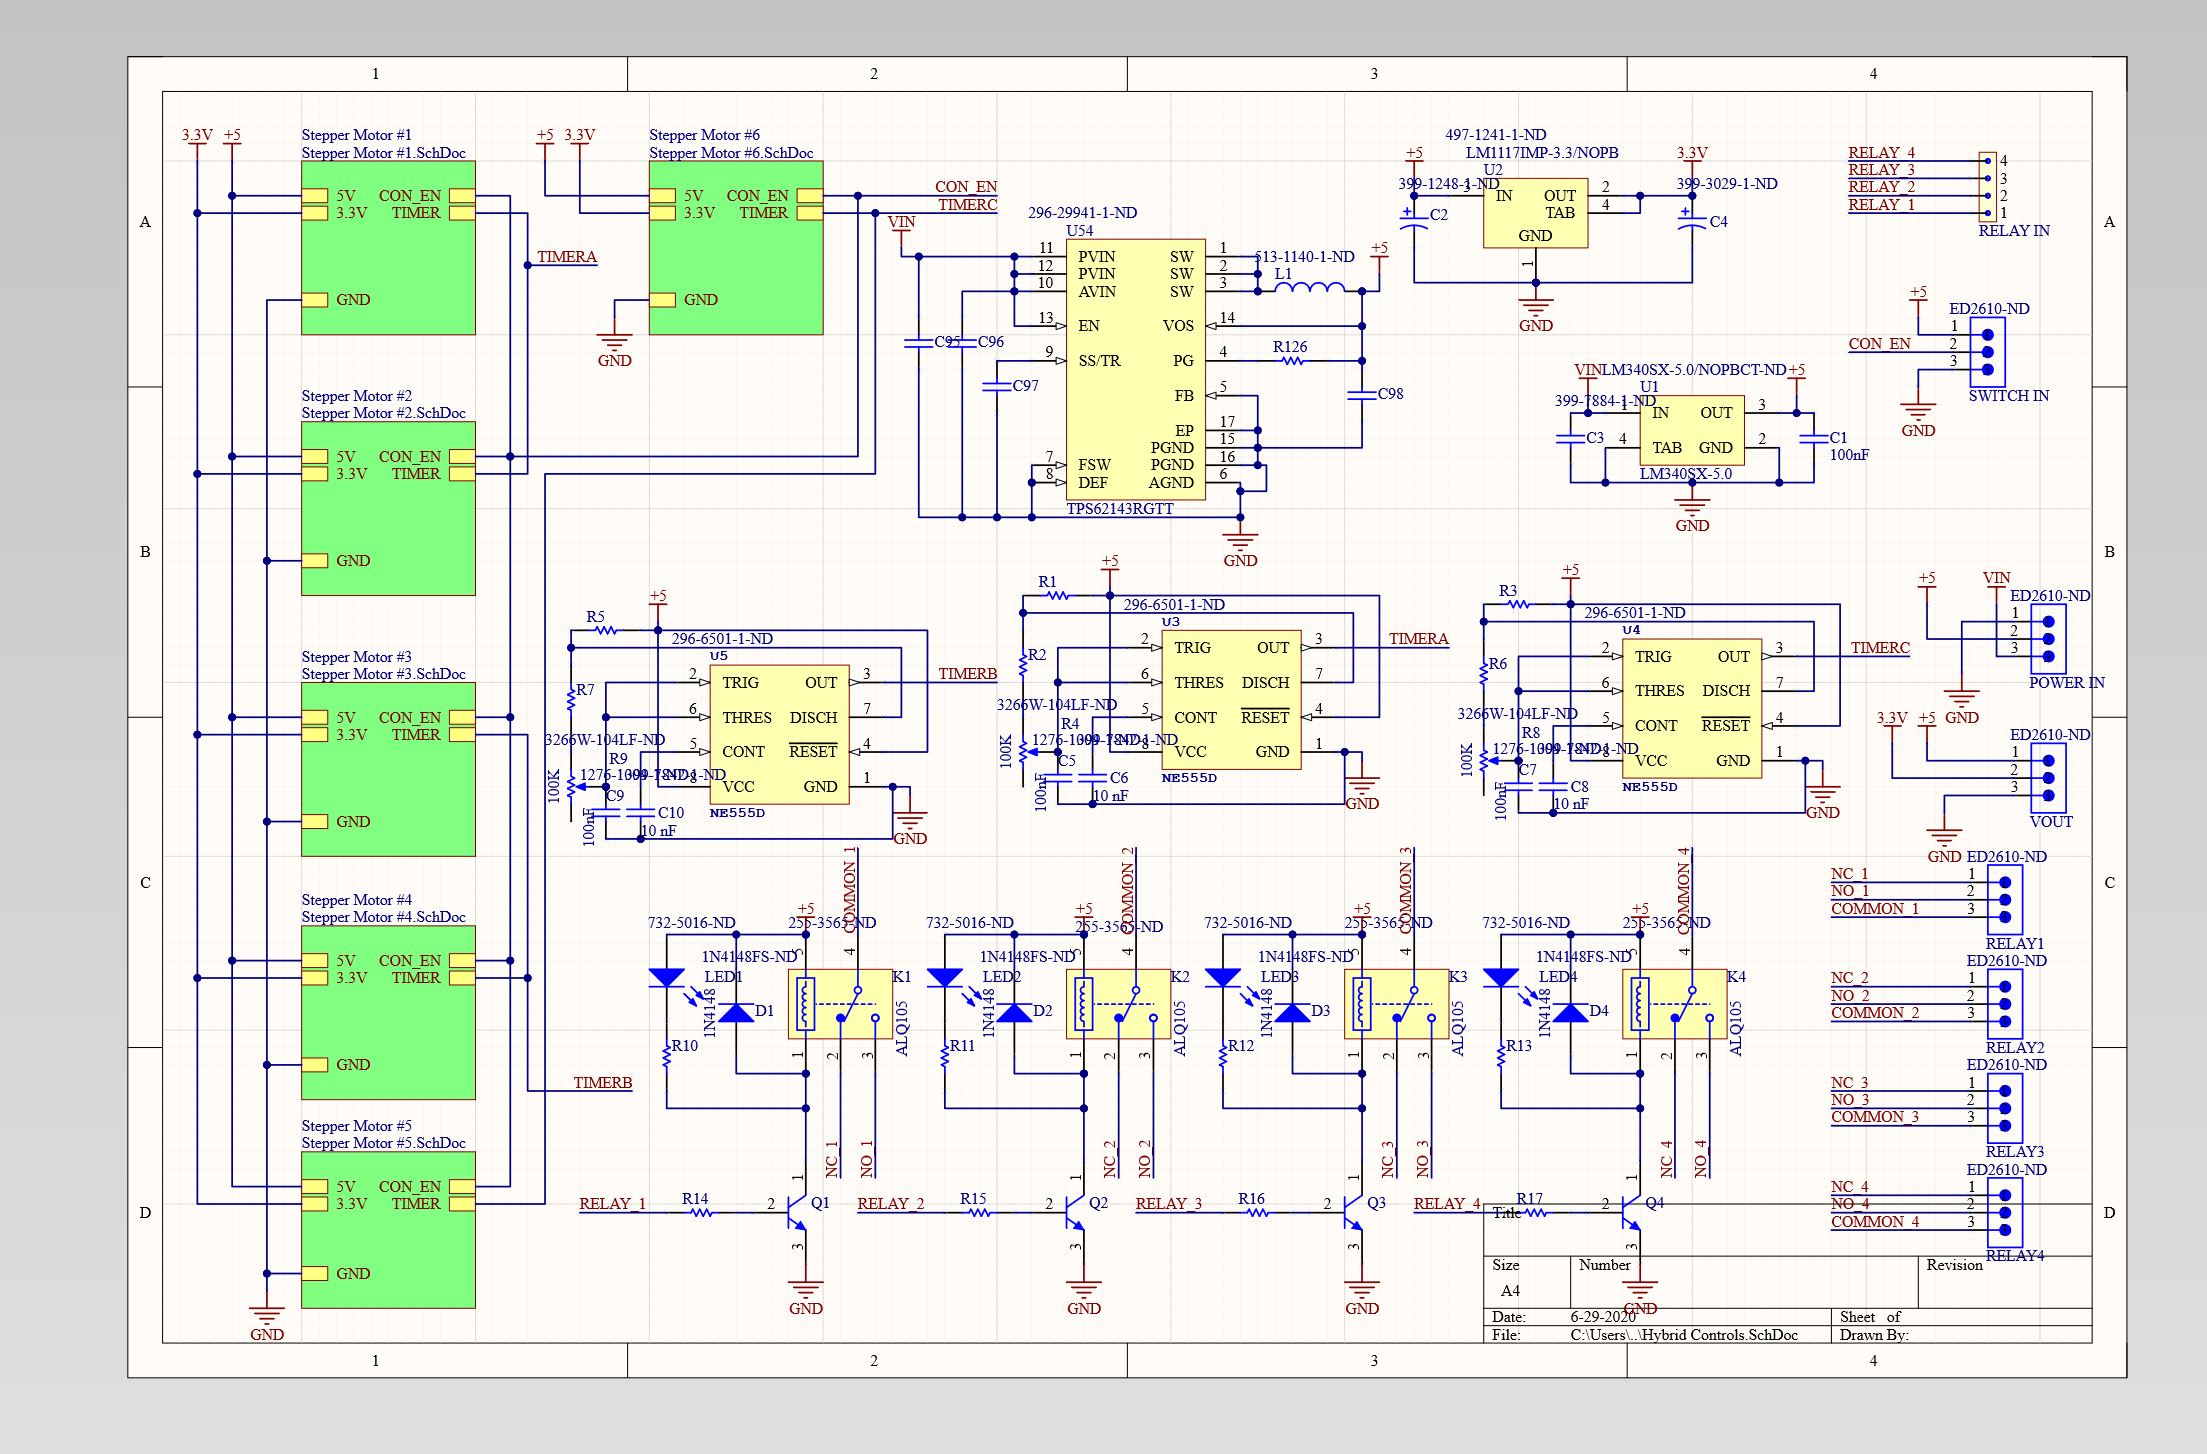 1
2
3
4
A
B
C
D
A
B
C
D
1
2
3
4
3.3V
+5
Stepper Motor #1
Stepper Motor #1.SchDoc
5V CON_EN
3.3V TIMER
GND
TIMERA
Stepper Motor #2
Stepper Motor #2.SchDoc
5V CON_EN
3.3V TIMER
GND
Stepper Motor #3
Stepper Motor #3.SchDoc
5V CON_EN
3.3V TIMER
GND
Stepper Motor #4
Stepper Motor #4.SchDoc
5V CON_EN
3.3V TIMER
GND
TIMERB
Stepper Motor #5
Stepper Motor #5.SchDoc
5V CON_EN
3.3V TIMER
GND
GND
+5
3.3V
Stepper Motor #6
Stepper Motor #6.SchDoc
5V CON_EN
3.3V TIMER
GND
GND
CON_EN
TIMERC
VIN
296-29941-1-ND
U54
11 PVIN SW 1
12 PVIN SW 2
10 AVIN SW 3
13 EN VOS 14
9 SS/TR PG 4
FB 5
EP 17
PGND 15
7 FSW PGND 16
8 DEF AGND 6
TPS62143RGTT
C95
C96
C97
513-1140-1-ND
L1
+5
R126
C98
GND
497-1241-1-ND
LM1117IMP-3.3/NOPB
U2
+5
3.3V
399-1248-1-ND
399-3029-1-ND
3 IN OUT 2
TAB 4
GND
1
C2
C4
GND
RELAY_4 4
RELAY_3 3
RELAY_2 2
RELAY_1 1
RELAY IN
+5
ED2610-ND
1
CON_EN 2
3
SWITCH IN
GND
VIN
LM340SX-5.0/NOPBCT-ND
+5
U1
399-7884-1-ND
1 IN OUT 3
4 TAB GND 2
C3
C1
100nF
LM340SX-5.0
GND
+5
R5
296-6501-1-ND
U5
2 TRIG OUT 3
6 THRES DISCH 7
5 CONT RESET 4
8 VCC GND 1
NE555D
TIMERB
R7
3266W-104LF-ND
R9
100K
C9
100nF
C10
10 nF
GND
+5
R1
296-6501-1-ND
U3
2 TRIG OUT 3
6 THRES DISCH 7
5 CONT RESET 4
8 VCC GND 1
NE555D
TIMERA
R2
3266W-104LF-ND
R4
100K
C5
100nF
C6
10 nF
GND
+5
R3
296-6501-1-ND
U4
2 TRIG OUT 3
6 THRES DISCH 7
5 CONT RESET 4
8 VCC GND 1
NE555D
TIMERC
R6
3266W-104LF-ND
R8
100K
C7
100nF
C8
10 nF
GND
+5
VIN
ED2610-ND
1
2
3
POWER IN
GND
3.3V
+5
ED2610-ND
1
2
3
VOUT
GND
COMMON_1
+5
732-5016-ND
255-3565-ND
1N4148FS-ND
LED1
1N4148
D1
5
4
K1
ALQ105
R10
1
2
3
NC_1
NO_1
RELAY_1
R14
2
1
Q1
3
GND
COMMON_2
+5
732-5016-ND
255-3565-ND
1N4148FS-ND
LED2
1N4148
D2
5
4
K2
ALQ105
R11
1
2
3
NC_2
NO_2
RELAY_2
R15
2
1
Q2
3
GND
COMMON_3
+5
732-5016-ND
255-3565-ND
1N4148FS-ND
LED3
1N4148
D3
5
4
K3
ALQ105
R12
1
2
3
NC_3
NO_3
RELAY_3
R16
2
1
Q3
3
GND
COMMON_4
+5
732-5016-ND
255-3565-ND
1N4148FS-ND
LED4
1N4148
D4
5
4
K4
ALQ105
R13
1
2
3
NC_4
NO_4
RELAY_4
R17
2
1
Q4
3
GND
ED2610-ND
NC_1 1
NO_1 2
COMMON_1 3
RELAY1
ED2610-ND
NC_2 1
NO_2 2
COMMON_2 3
RELAY2
ED2610-ND
NC_3 1
NO_3 2
COMMON_3 3
RELAY3
ED2610-ND
NC_4 1
NO_4 2
COMMON_4 3
RELAY4
Title
Size
A4
Number
Revision
Date: 6-29-2020
Sheet of
File: C:\Users\..\Hybrid Controls.SchDoc
Drawn By: